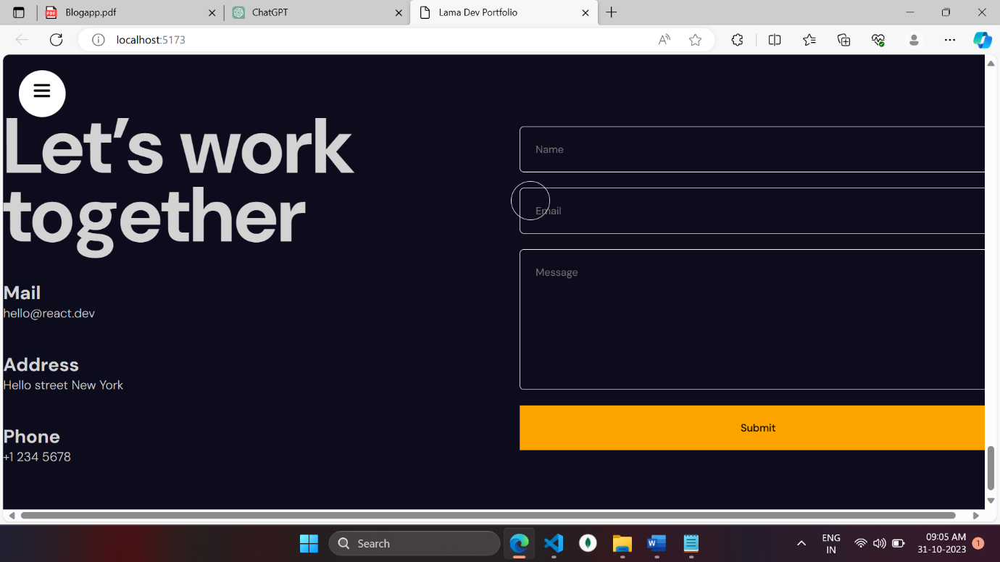 Blogapp.pdf
ChatGPT
Lama Dev Portfolio
localhost:5173
Let’s work
together
Mail
hello@react.dev
Address
Hello street New York
Phone
+1 234 5678
Name
Email
Message
Submit
Search
ENG
IN
09:05 AM
31-10-2023
1